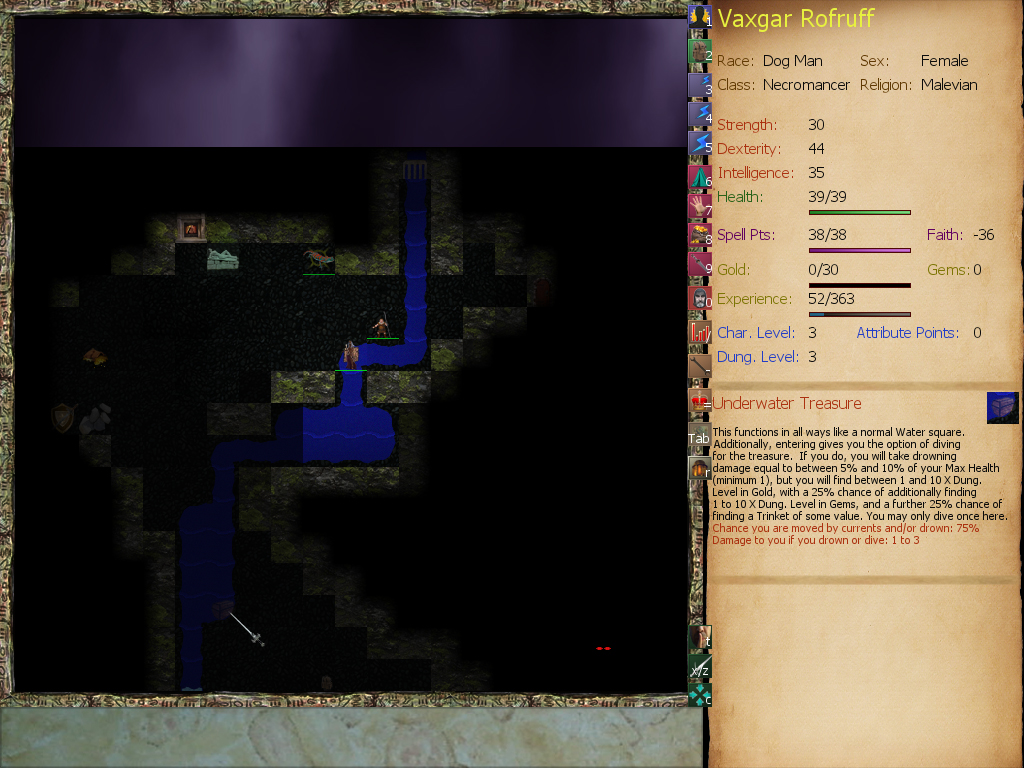 Vaxgar Rofruff
Race: Dog Man Sex: Female
Class: Necromancer Religion: Malevian
Strength: 30
Dexterity: 44
Intelligence: 35
Health: 39/39
Spell Pts: 38/38 Faith: -36
Gold: 0/30 Gems: 0
Experience: 52/363
Char. Level: 3 Attribute Points: 0
Dung. Level: 3
Underwater Treasure
This functions in all ways like a normal Water square.
Additionally, entering gives you the option of diving
for the treasure. If you do, you will take drowning
damage equal to between 5% and 10% of your Max Health
(minimum 1), but you will find between 1 and 10 X Dung.
Level in Gold, with a 25% chance of additionally finding
1 to 10 X Dung. Level in Gems, and a further 25% chance of
finding a Trinket of some value. You may only dive once here.
Chance you are moved by currents and/or drown: 75%
Damage to you if you drown or dive: 1 to 3
1
2
3
4
5
6
7
8
9
0
-
=
Tab
r
t
x/z
c